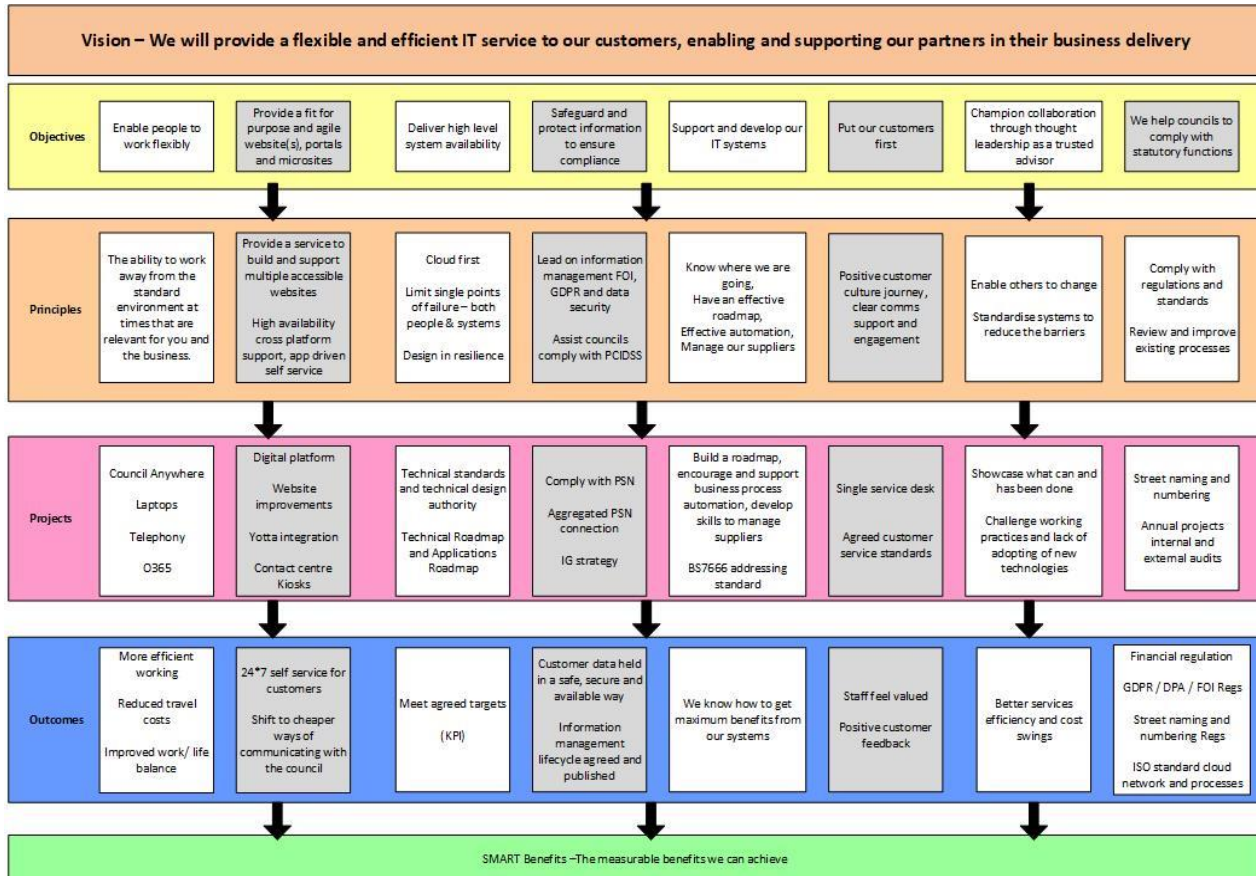 Vision – We will provide a flexible and efficient IT service to our customers, enabling and supporting our partners in their business delivery
Objectives
Enable people to
work flexibly
Provide a fit for
purpose and agile
website(s), portals
and microsites
Deliver high level
system availability
Safeguard and
protect information
to ensure
compliance
Support and develop our
IT systems
Put our customers
first
Champion collaboration
through thought
leadership as a trusted
advisor
We help councils to
comply with
statutory functions
Principles
The ability to work
away from the
standard
environment at
times that are
relevant for you and
the business.
Provide a service to
build and support
multiple accessible
websites
High availability
cross platform
support, app driven
self service
Cloud first
Limit single points
of failure – both
people & systems
Design in resilience
Lead on information
management FOI,
GDPR and data
security
Assist councils
comply with PCIDSS
Know where we are
going,
Have an effective
roadmap,
Effective automation,
Manage our suppliers
Positive customer
culture journey,
clear comms
support and
engagement
Enable others to change
Standardise systems to
reduce the barriers
Comply with
regulations and
standards
Review and improve
existing processes
Projects
Council Anywhere
Laptops
Telephony
O365
Digital platform
Website
improvements
Yotta integration
Contact centre
Kiosks
Technical standards
and technical design
authority
Technical Roadmap
and Applications
Roadmap
Comply with PSN
Aggregated PSN
connection
IG strategy
Build a roadmap,
encourage and support
business process
automation, develop
skills to manage
suppliers
BS7666 addressing
standard
Single service desk
Agreed customer
service standards
Showcase what can and
has been done
Challenge working
practices and lack of
adopting of new
technologies
Street naming and
numbering
Annual projects
internal and
external audits
Outcomes
More efficient
working
Reduced travel
costs
Improved work/ life
balance
24*7 self service for
customers
Shift to cheaper
ways of
communicating with
the council
Meet agreed targets
(KPI)
Customer data held
in a safe, secure and
available way
Information
management
lifecycle agreed and
published
We know how to get
maximum benefits from
our systems
Staff feel valued
Positive customer
feedback
Better services
efficiency and cost
swings
Financial regulation
GDPR / DPA / FOI Regs
Street naming and
numbering Regs
ISO standard cloud
network and processes
SMART Benefits –The measurable benefits we can achieve